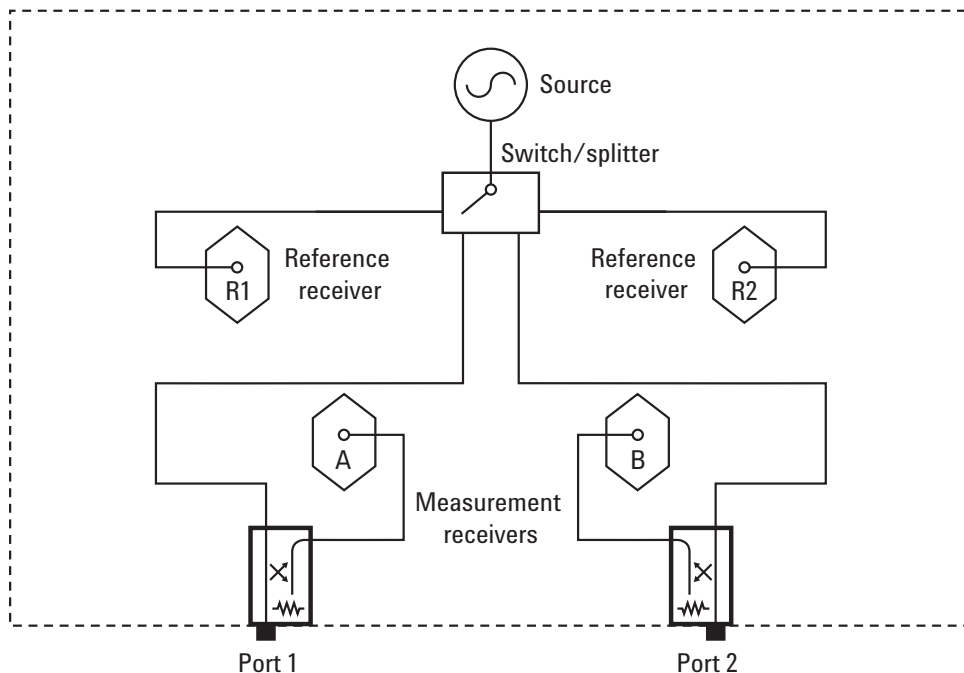 Source
Switch/splitter
Reference
receiver
R1
Reference
receiver
R2
A
B
Measurement
receivers
Port 1
Port 2